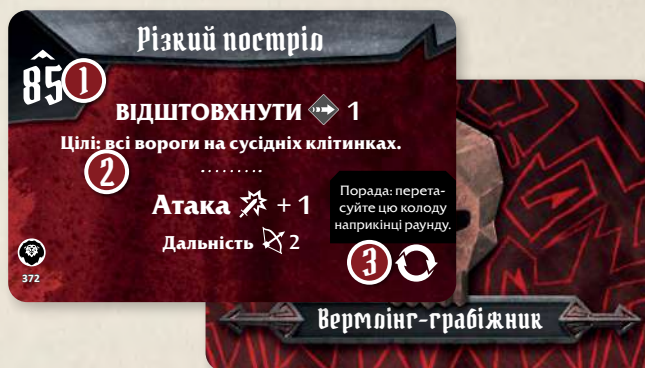 Різкий постріл
85
1
ВІДШТОВХНУТИ 1
Цілі: всі вороги на сусідніх клітинках.
2
.........
Атака + 1
Дальність 2
Порада: перета-
суйте цю колоду
наприкінці раунду.
3
372
Вермлінг-грабіжник